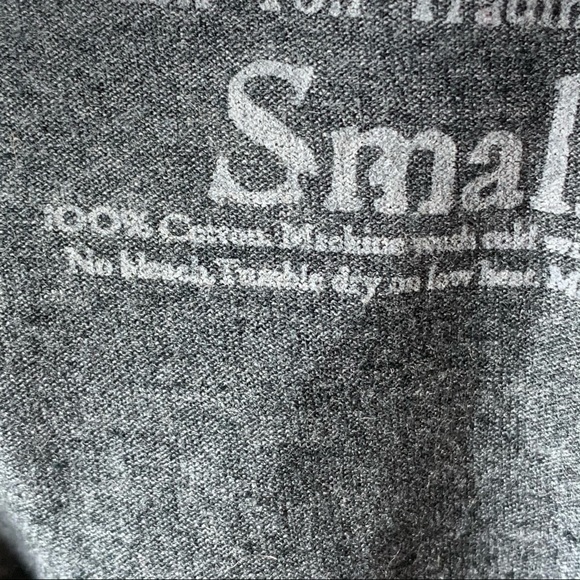 Smal
100% Cotton. Machine wash cold w
No bleach. Tumble dry on low heat. M